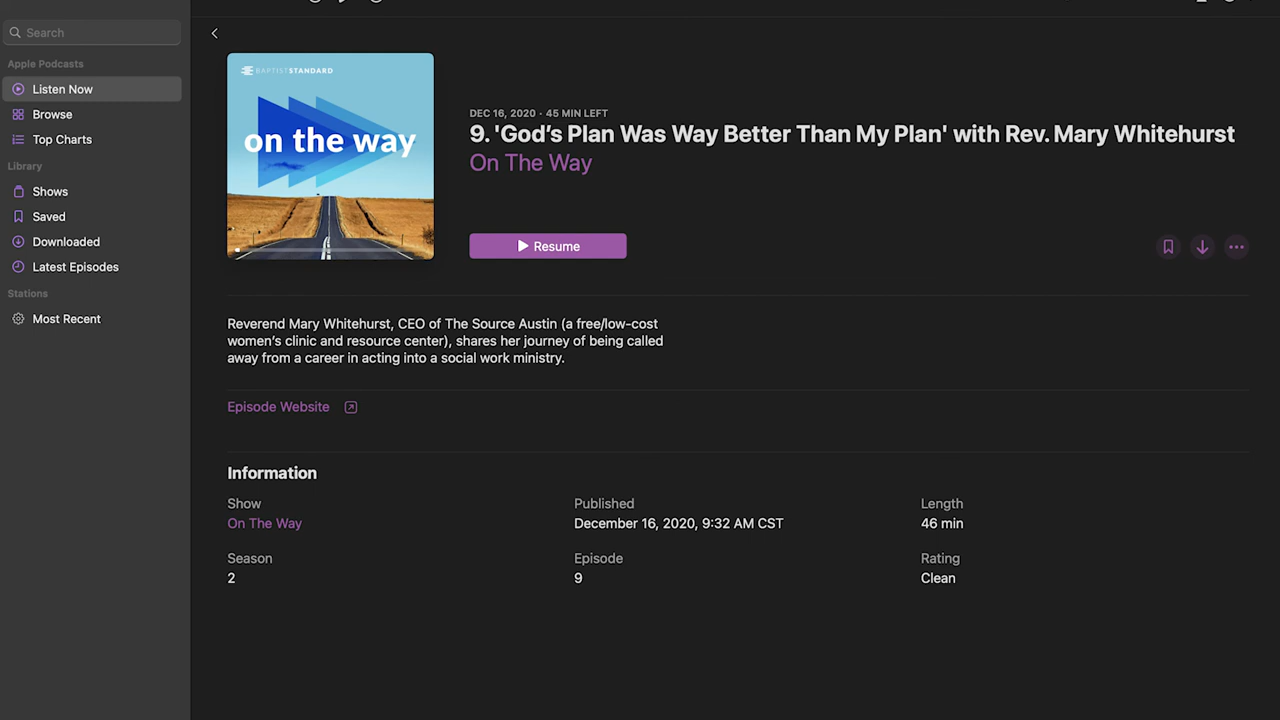 Search
Apple Podcasts
Listen Now
Browse
Top Charts
Library
Shows
Saved
Downloaded
Latest Episodes
Stations
Most Recent
BAPTISTSTANDARD
on the way
DEC 16, 2020 · 45 MIN LEFT
9. 'God’s Plan Was Way Better Than My Plan' with Rev. Mary Whitehurst
On The Way
Resume
Reverend Mary Whitehurst, CEO of The Source Austin (a free/low-cost
women’s clinic and resource center), shares her journey of being called
away from a career in acting into a social work ministry.
Episode Website
Information
Show
On The Way
Published
December 16, 2020, 9:32 AM CST
Length
46 min
Season
2
Episode
9
Rating
Clean